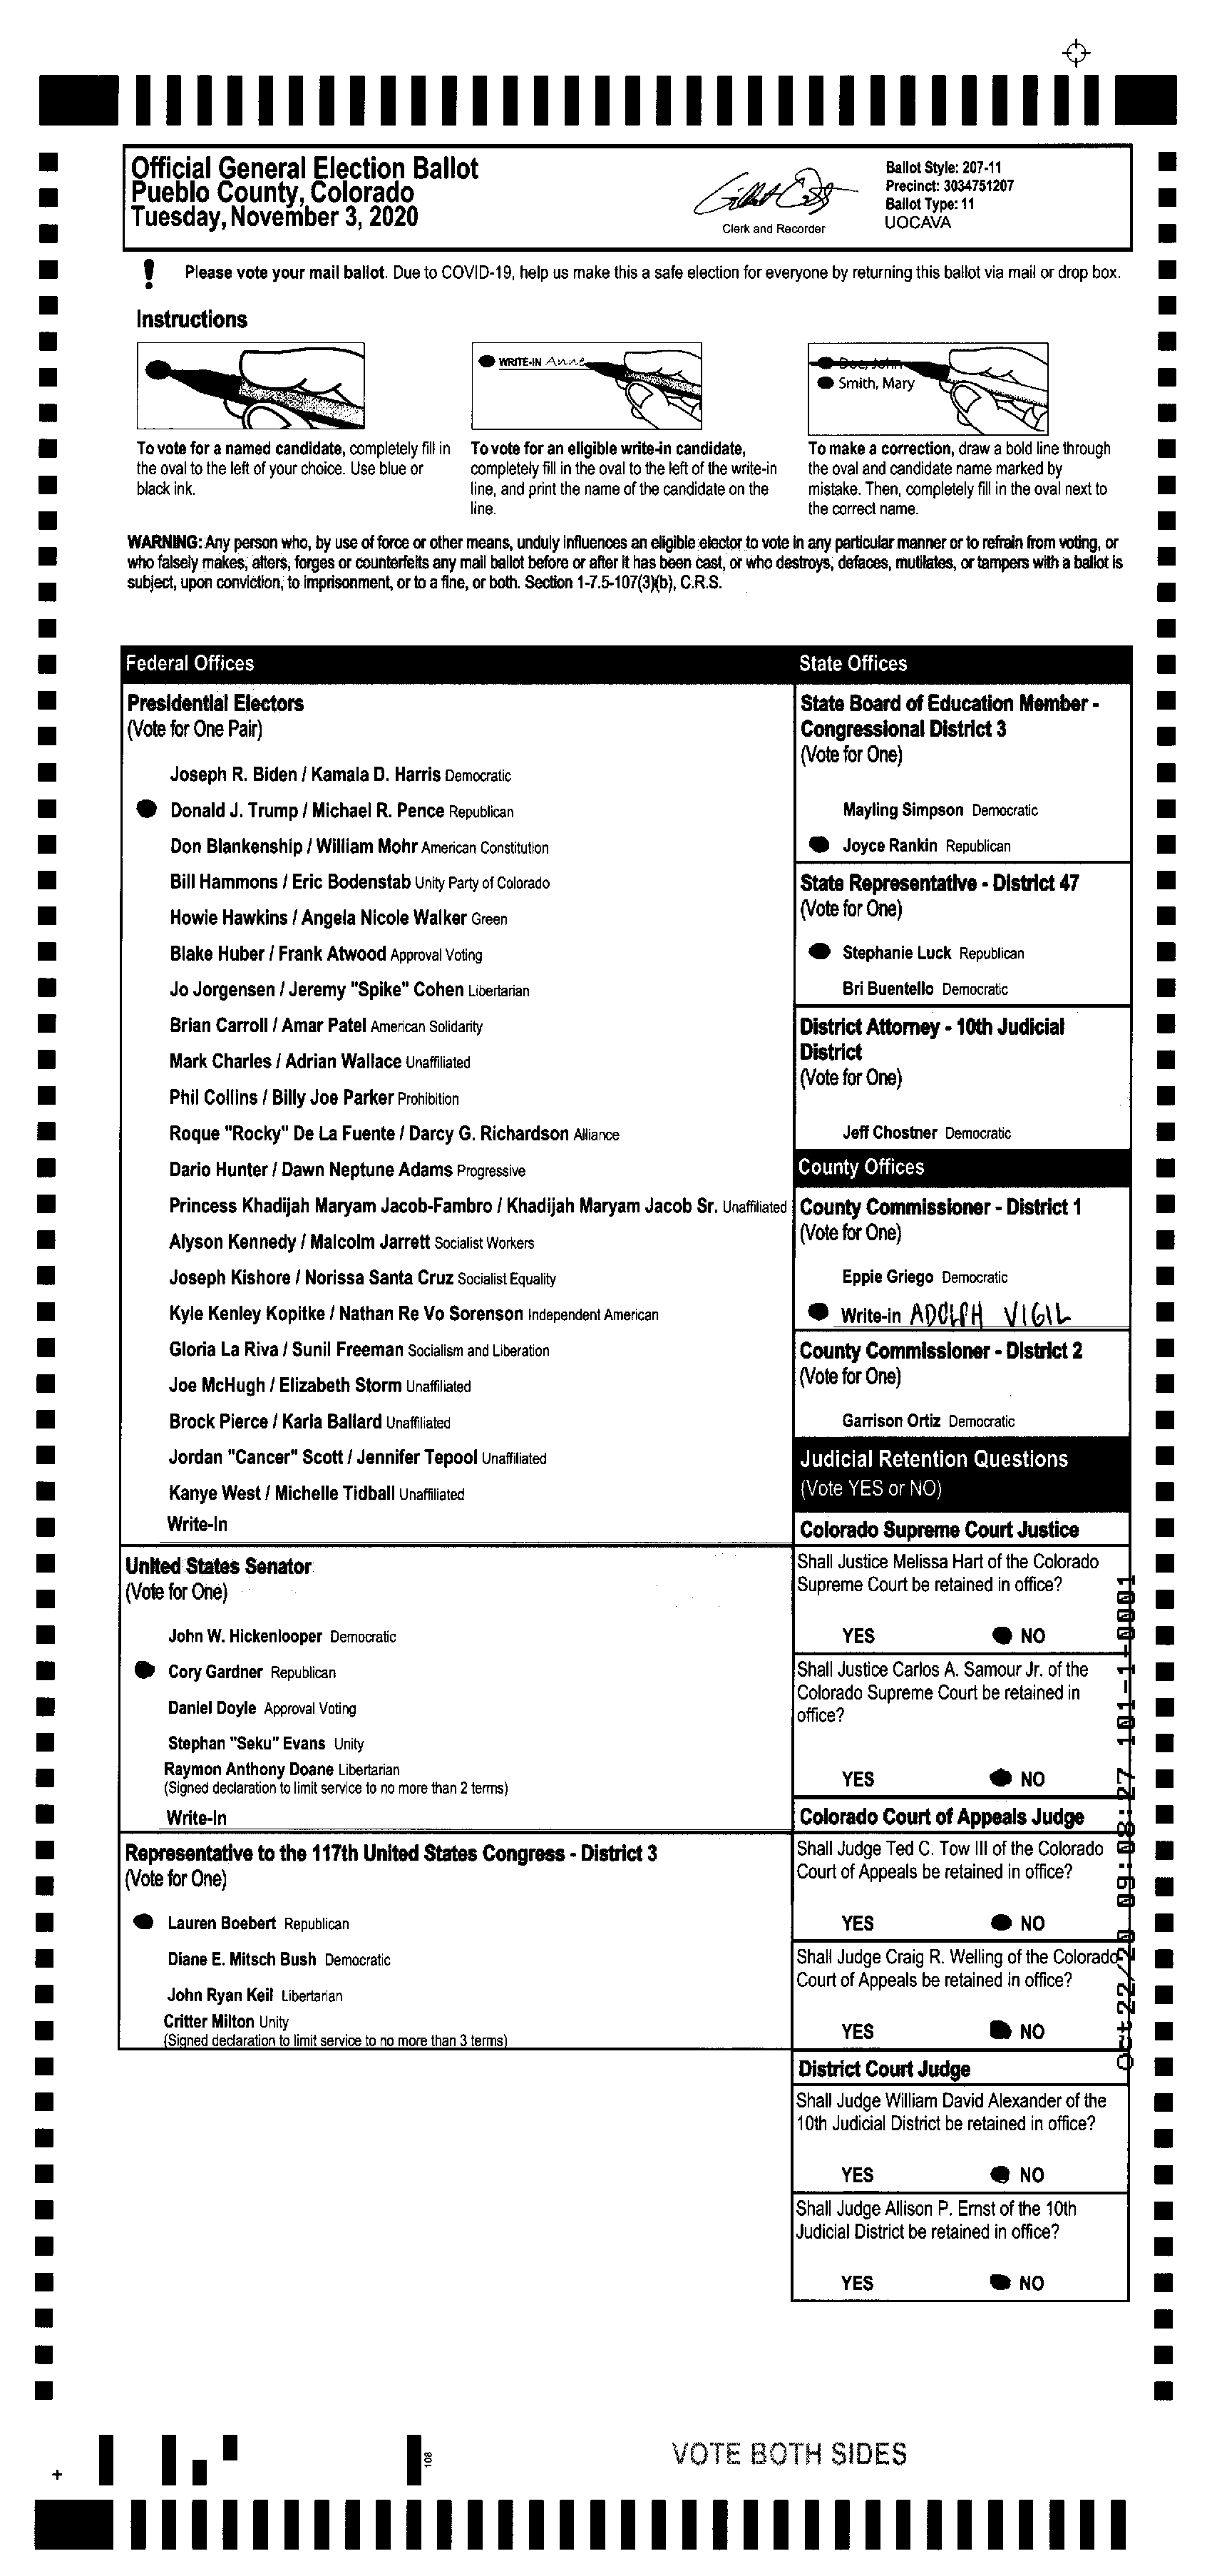 Official General Election Ballot
Pueblo County, Colorado
Tuesday, November 3, 2020
Clerk and Recorder
Ballot Style: 207-11
Precinct: 3034751207
Ballot Type: 11
UOCAVA
! Please vote your mail ballot. Due to COVID-19, help us make this a safe election for everyone by returning this ballot via mail or drop box.
Instructions
WRITE-IN Anne
Doe, John
Smith, Mary
To vote for a named candidate, completely fill in
the oval to the left of your choice. Use blue or
black ink.
To vote for an eligible write-in candidate,
completely fill in the oval to the left of the write-in
line, and print the name of the candidate on the
line.
To make a correction, draw a bold line through
the oval and candidate name marked by
mistake. Then, completely fill in the oval next to
the correct name.
WARNING: Any person who, by use of force or other means, unduly influences an eligible elector to vote in any particular manner or to refrain from voting, or
who falsely makes, alters, forges or counterfeits any mail ballot before or after it has been cast, or who destroys, defaces, mutilates, or tampers with a ballot is
subject, upon conviction, to imprisonment, or to a fine, or both. Section 1-7.5-107(3)(b), C.R.S.
Federal Offices
Presidential Electors
(Vote for One Pair)
Joseph R. Biden / Kamala D. Harris Democratic
Donald J. Trump / Michael R. Pence Republican
Don Blankenship / William Mohr American Constitution
Bill Hammons / Eric Bodenstab Unity Party of Colorado
Howie Hawkins / Angela Nicole Walker Green
Blake Huber / Frank Atwood Approval Voting
Jo Jorgensen / Jeremy "Spike" Cohen Libertarian
Brian Carroll / Amar Patel American Solidarity
Mark Charles / Adrian Wallace Unaffiliated
Phil Collins / Billy Joe Parker Prohibition
Roque "Rocky" De La Fuente / Darcy G. Richardson Alliance
Dario Hunter / Dawn Neptune Adams Progressive
Princess Khadijah Maryam Jacob-Fambro / Khadijah Maryam Jacob Sr. Unaffiliated
Alyson Kennedy / Malcolm Jarrett Socialist Workers
Joseph Kishore / Norissa Santa Cruz Socialist Equality
Kyle Kenley Kopitke / Nathan Re Vo Sorenson Independent American
Gloria La Riva / Sunil Freeman Socialism and Liberation
Joe McHugh / Elizabeth Storm Unaffiliated
Brock Pierce / Karla Ballard Unaffiliated
Jordan "Cancer" Scott / Jennifer Tepool Unaffiliated
Kanye West / Michelle Tidball Unaffiliated
Write-In
United States Senator
(Vote for One)
John W. Hickenlooper Democratic
Cory Gardner Republican
Daniel Doyle Approval Voting
Stephan "Seku" Evans Unity
Raymon Anthony Doane Libertarian
(Signed declaration to limit service to no more than 2 terms)
Write-In
Representative to the 117th United States Congress - District 3
(Vote for One)
Lauren Boebert Republican
Diane E. Mitsch Bush Democratic
John Ryan Keil Libertarian
Critter Milton Unity
(Signed declaration to limit service to no more than 3 terms)
State Offices
State Board of Education Member -
Congressional District 3
(Vote for One)
Mayling Simpson Democratic
Joyce Rankin Republican
State Representative - District 47
(Vote for One)
Stephanie Luck Republican
Bri Buentello Democratic
District Attorney - 10th Judicial
District
(Vote for One)
Jeff Chostner Democratic
County Offices
County Commissioner - District 1
(Vote for One)
Eppie Griego Democratic
Write-in ADOLPH VIGIL
County Commissioner - District 2
(Vote for One)
Garrison Ortiz Democratic
Judicial Retention Questions
(Vote YES or NO)
Colorado Supreme Court Justice
Shall Justice Melissa Hart of the Colorado
Supreme Court be retained in office?
YES NO
Shall Justice Carlos A. Samour Jr. of the
Colorado Supreme Court be retained in
office?
YES NO
Colorado Court of Appeals Judge
Shall Judge Ted C. Tow III of the Colorado
Court of Appeals be retained in office?
YES NO
Shall Judge Craig R. Welling of the Colorado
Court of Appeals be retained in office?
YES NO
District Court Judge
Shall Judge William David Alexander of the
10th Judicial District be retained in office?
YES NO
Shall Judge Allison P. Ernst of the 10th
Judicial District be retained in office?
YES NO
Oct 22/20 09:08:27 101-1-0001
108
VOTE BOTH SIDES